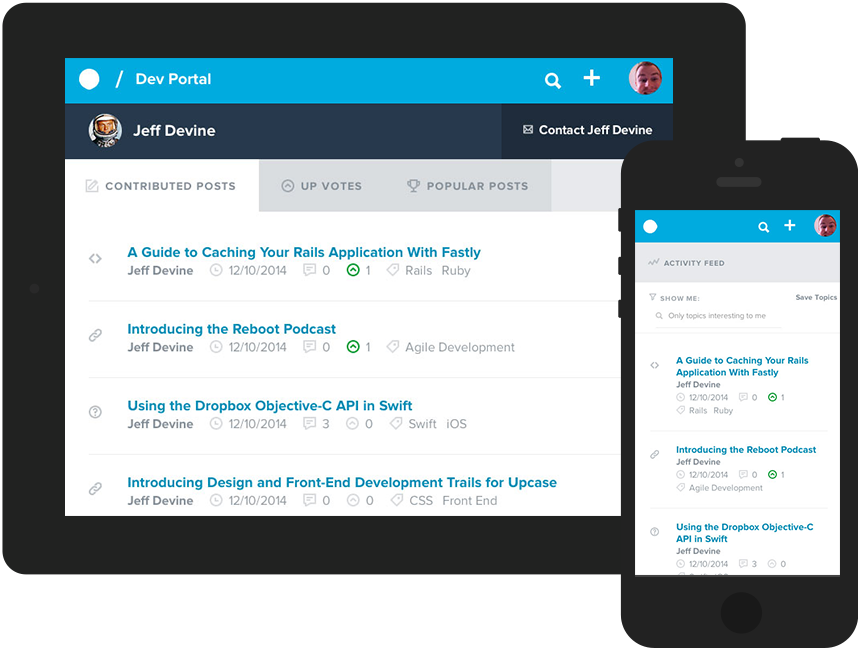 / Dev Portal
Jeff Devine
Contact Jeff Devine
CONTRIBUTED POSTS
UP VOTES
POPULAR POSTS
A Guide to Caching Your Rails Application With Fastly
Jeff Devine 12/10/2014 0 1 Rails Ruby
Introducing the Reboot Podcast
Jeff Devine 12/10/2014 0 1 Agile Development
Using the Dropbox Objective-C API in Swift
Jeff Devine 12/10/2014 3 0 Swift iOS
Introducing Design and Front-End Development Trails for Upcase
Jeff Devine 12/10/2014 0 0 CSS Front End
ACTIVITY FEED
SHOW ME:
Save Topics
Only topics interesting to me
A Guide to Caching Your Rails
Application With Fastly
Jeff Devine
12/10/2014 0 1
Rails Ruby
Introducing the Reboot Podcast
Jeff Devine
12/10/2014 0 1
Agile Development
Using the Dropbox Objective-C
API in Swift
Jeff Devine
12/10/2014 3 0